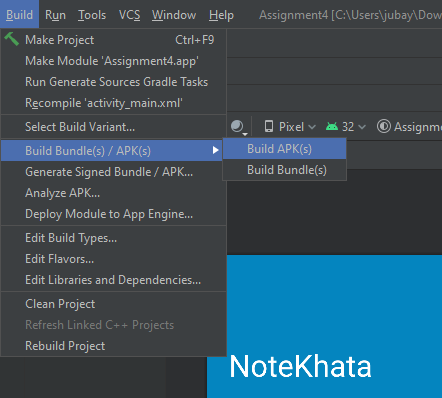 Build Run Tools VCS Window Help Assignment4 [C:\Users\jubay\Dow
Make Project Ctrl+F9
Make Module 'Assignment4.app'
Run Generate Sources Gradle Tasks
Recompile 'activity_main.xml'
Select Build Variant...
Pixel 32 Assignme
Build Bundle(s) / APK(s)
Build APK(s)
Generate Signed Bundle / APK...
Build Bundle(s)
Analyze APK...
Deploy Module to App Engine...
Edit Build Types...
Edit Flavors...
Edit Libraries and Dependencies...
Clean Project
Refresh Linked C++ Projects
Rebuild Project
NoteKhata